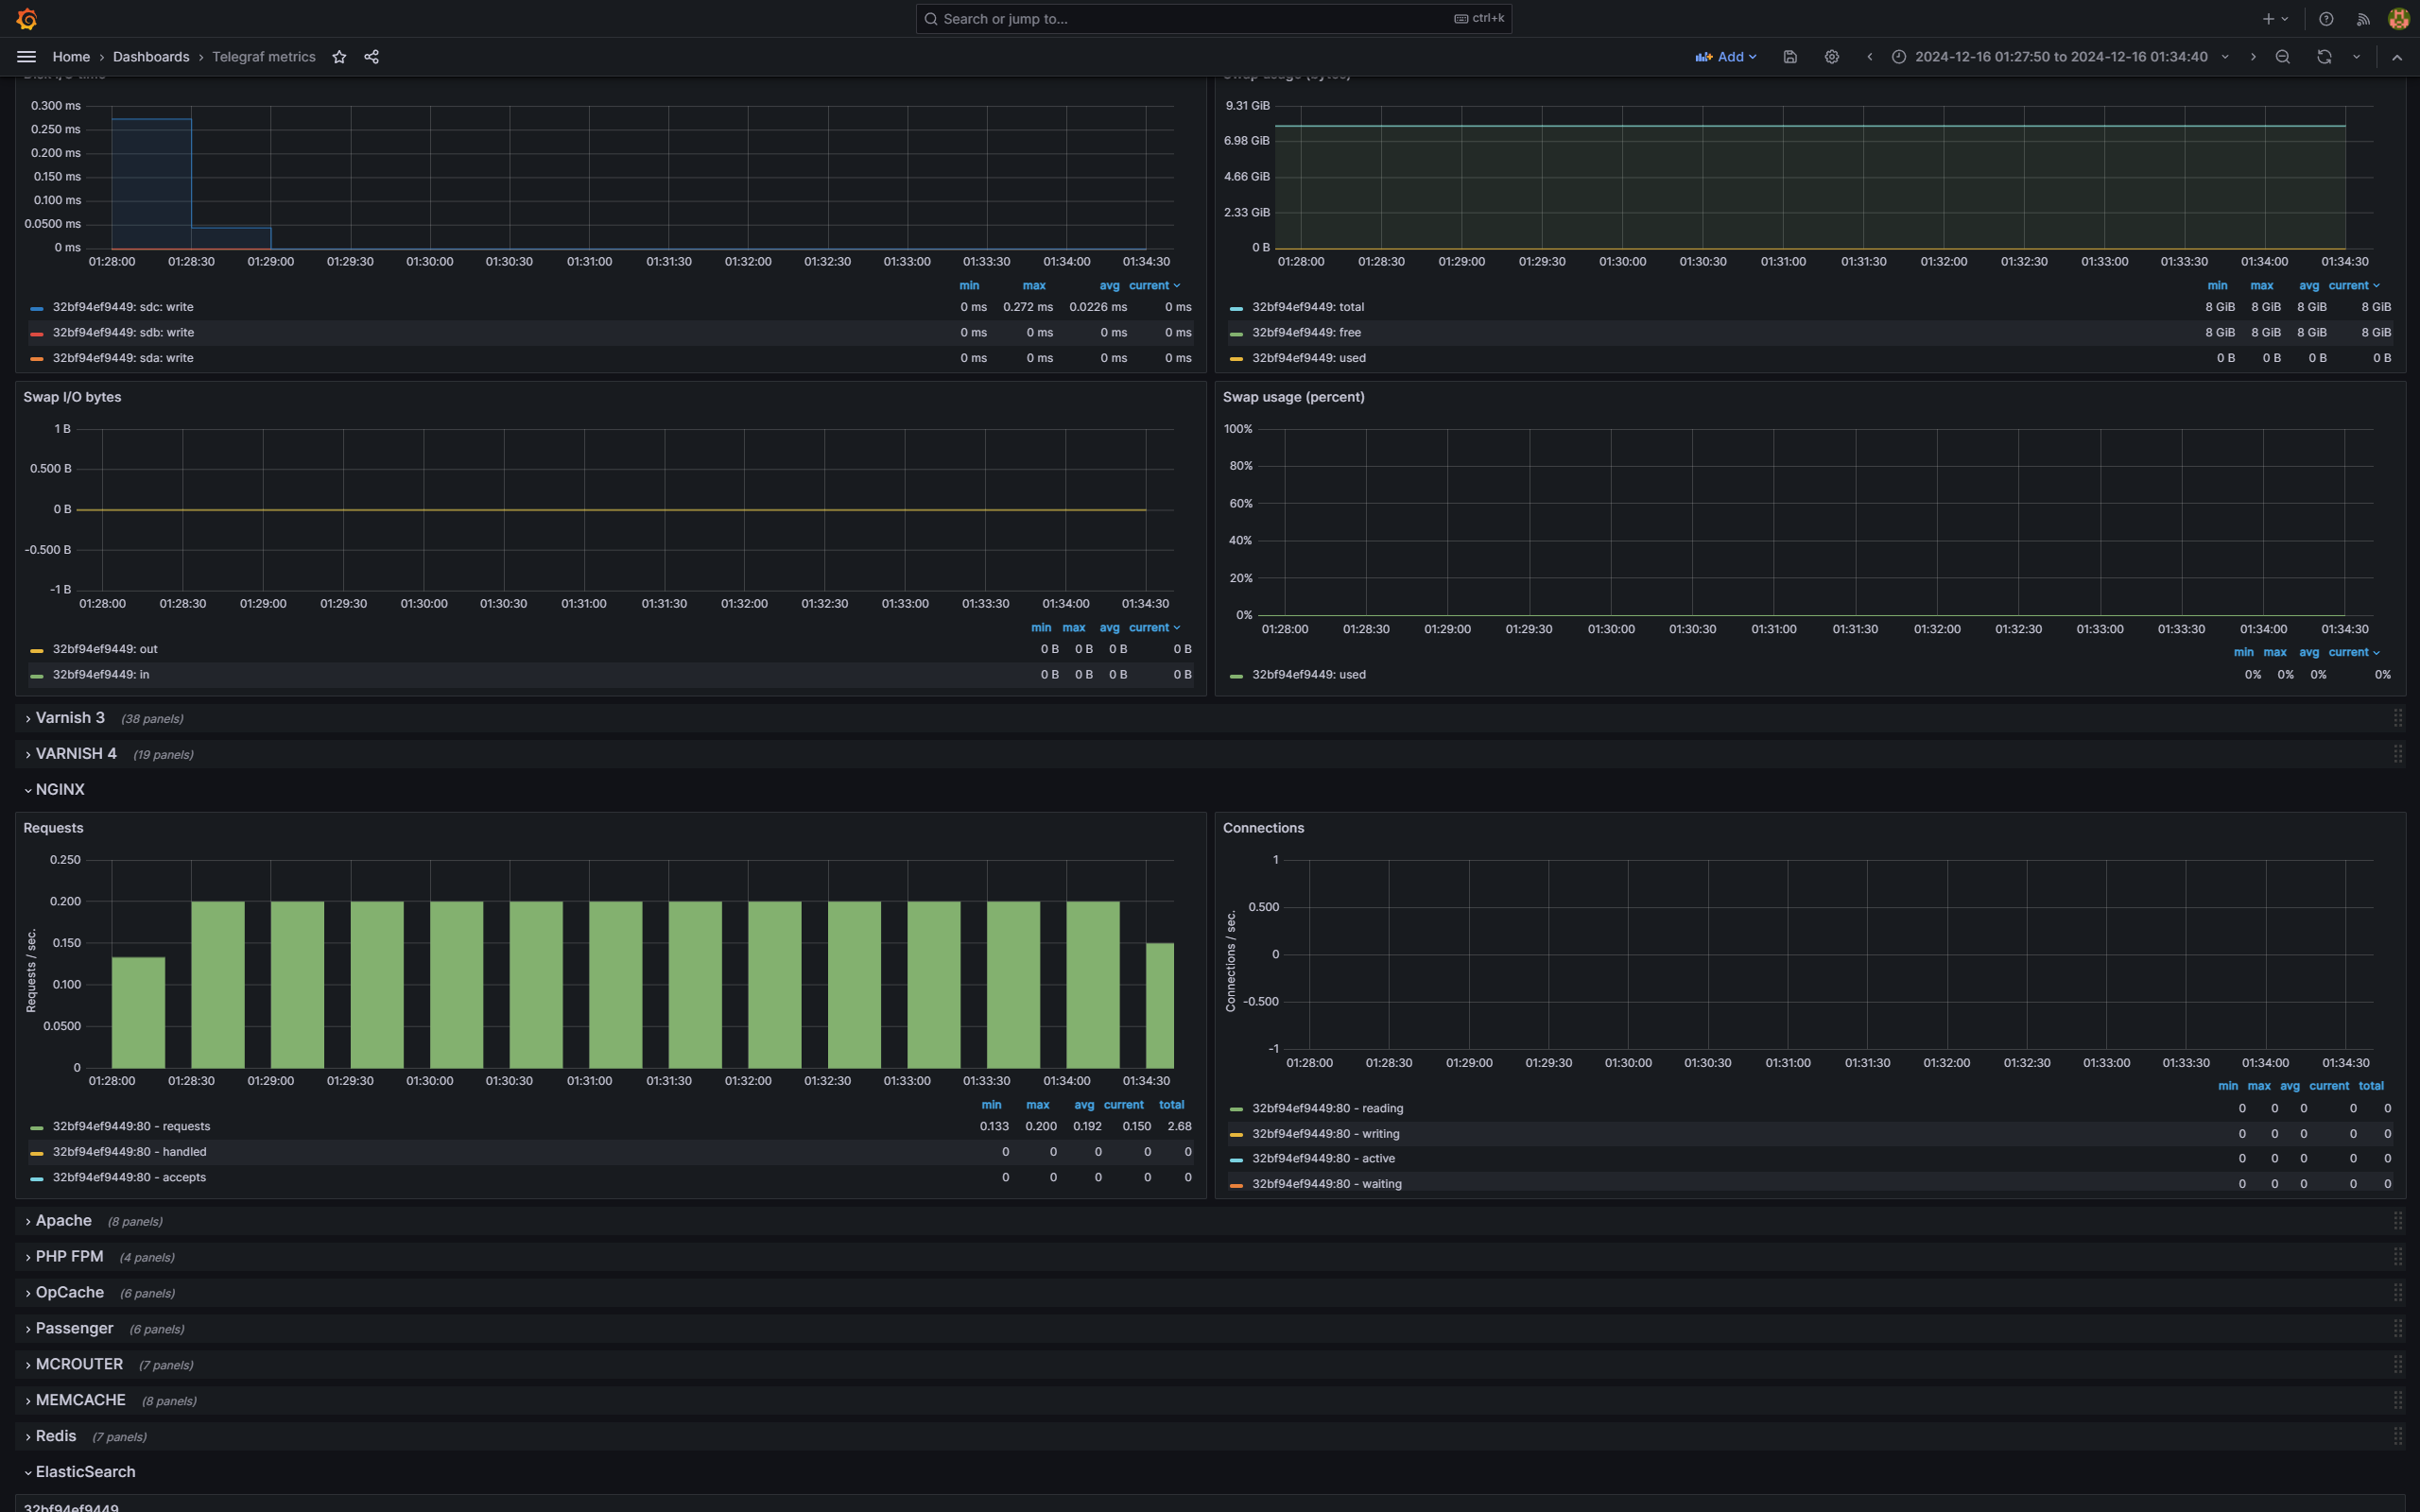 Search or jump to... ctrl+k
Home › Dashboards › Telegraf metrics
Add
2024-12-16 01:27:50 to 2024-12-16 01:34:40
Disk I/O time
0.300 ms
0.250 ms
0.200 ms
0.150 ms
0.100 ms
0.0500 ms
0 ms
01:28:00 01:28:30 01:29:00 01:29:30 01:30:00 01:30:30 01:31:00 01:31:30 01:32:00 01:32:30 01:33:00 01:33:30 01:34:00 01:34:30
min max avg current
32bf94ef9449: sdc: write 0 ms 0.272 ms 0.0226 ms 0 ms
32bf94ef9449: sdb: write 0 ms 0 ms 0 ms 0 ms
32bf94ef9449: sda: write 0 ms 0 ms 0 ms 0 ms
Swap usage (bytes)
9.31 GiB
6.98 GiB
4.66 GiB
2.33 GiB
0 B
01:28:00 01:28:30 01:29:00 01:29:30 01:30:00 01:30:30 01:31:00 01:31:30 01:32:00 01:32:30 01:33:00 01:33:30 01:34:00 01:34:30
min max avg current
32bf94ef9449: total 8 GiB 8 GiB 8 GiB 8 GiB
32bf94ef9449: free 8 GiB 8 GiB 8 GiB 8 GiB
32bf94ef9449: used 0 B 0 B 0 B 0 B
Swap I/O bytes
1 B
0.500 B
0 B
-0.500 B
-1 B
01:28:00 01:28:30 01:29:00 01:29:30 01:30:00 01:30:30 01:31:00 01:31:30 01:32:00 01:32:30 01:33:00 01:33:30 01:34:00 01:34:30
min max avg current
32bf94ef9449: out 0 B 0 B 0 B 0 B
32bf94ef9449: in 0 B 0 B 0 B 0 B
Swap usage (percent)
100%
80%
60%
40%
20%
0%
01:28:00 01:28:30 01:29:00 01:29:30 01:30:00 01:30:30 01:31:00 01:31:30 01:32:00 01:32:30 01:33:00 01:33:30 01:34:00 01:34:30
min max avg current
32bf94ef9449: used 0% 0% 0% 0%
Varnish 3 (38 panels)
VARNISH 4 (19 panels)
NGINX
Requests
Requests / sec.
0.250
0.200
0.150
0.100
0.0500
0
01:28:00 01:28:30 01:29:00 01:29:30 01:30:00 01:30:30 01:31:00 01:31:30 01:32:00 01:32:30 01:33:00 01:33:30 01:34:00 01:34:30
min max avg current total
32bf94ef9449:80 - requests 0.133 0.200 0.192 0.150 2.68
32bf94ef9449:80 - handled 0 0 0 0 0
32bf94ef9449:80 - accepts 0 0 0 0 0
Connections
Connections / sec.
1
0.500
0
-0.500
-1
01:28:00 01:28:30 01:29:00 01:29:30 01:30:00 01:30:30 01:31:00 01:31:30 01:32:00 01:32:30 01:33:00 01:33:30 01:34:00 01:34:30
min max avg current total
32bf94ef9449:80 - reading 0 0 0 0 0
32bf94ef9449:80 - writing 0 0 0 0 0
32bf94ef9449:80 - active 0 0 0 0 0
32bf94ef9449:80 - waiting 0 0 0 0 0
Apache (8 panels)
PHP FPM (4 panels)
OpCache (6 panels)
Passenger (6 panels)
MCROUTER (7 panels)
MEMCACHE (8 panels)
Redis (7 panels)
ElasticSearch
32bf94ef9449